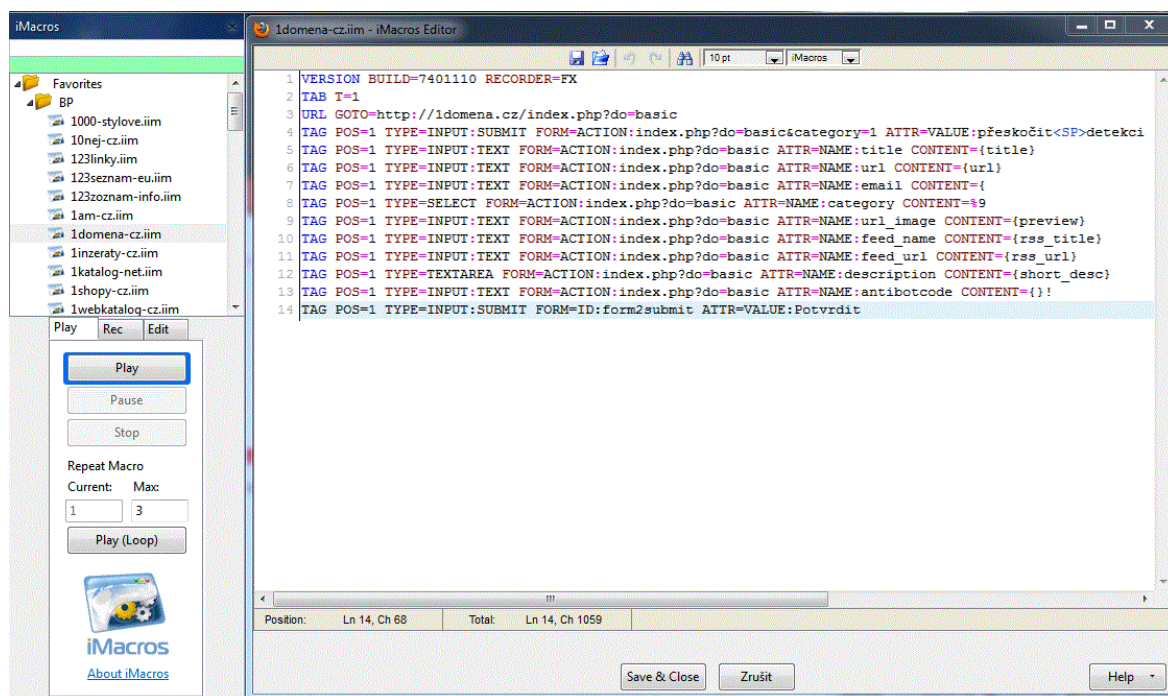 iMacros
Favorites
BP
1000-stylove.iim
10nej-cz.iim
123linky.iim
123seznam-eu.iim
123zoznam-info.iim
1am-cz.iim
1domena-cz.iim
1inzeraty-cz.iim
1katalog-net.iim
1shopy-cz.iim
1webkatalog-cz.iim
Play Rec Edit
Play
Pause
Stop
Repeat Macro
Current: Max:
1 3
Play (Loop)
iMacros
About iMacros
1domena-cz.iim - iMacros Editor
10 pt iMacros
1 VERSION BUILD=7401110 RECORDER=FX
2 TAB T=1
3 URL GOTO=http://1domena.cz/index.php?do=basic
4 TAG POS=1 TYPE=INPUT:SUBMIT FORM=ACTION:index.php?do=basic&category=1 ATTR=VALUE:přeskočit<SP>detekci
5 TAG POS=1 TYPE=INPUT:TEXT FORM=ACTION:index.php?do=basic ATTR=NAME:title CONTENT={title}
6 TAG POS=1 TYPE=INPUT:TEXT FORM=ACTION:index.php?do=basic ATTR=NAME:url CONTENT={url}
7 TAG POS=1 TYPE=INPUT:TEXT FORM=ACTION:index.php?do=basic ATTR=NAME:email CONTENT={
8 TAG POS=1 TYPE=SELECT FORM=ACTION:index.php?do=basic ATTR=NAME:category CONTENT=%9
9 TAG POS=1 TYPE=INPUT:TEXT FORM=ACTION:index.php?do=basic ATTR=NAME:url_image CONTENT={preview}
10 TAG POS=1 TYPE=INPUT:TEXT FORM=ACTION:index.php?do=basic ATTR=NAME:feed_name CONTENT={rss_title}
11 TAG POS=1 TYPE=INPUT:TEXT FORM=ACTION:index.php?do=basic ATTR=NAME:feed_url CONTENT={rss_url}
12 TAG POS=1 TYPE=TEXTAREA FORM=ACTION:index.php?do=basic ATTR=NAME:description CONTENT={short_desc}
13 TAG POS=1 TYPE=INPUT:TEXT FORM=ACTION:index.php?do=basic ATTR=NAME:antibotcode CONTENT={}!
14 TAG POS=1 TYPE=INPUT:SUBMIT FORM=ID:form2submit ATTR=VALUE:Potvrdit
Position: Ln 14, Ch 68 Total: Ln 14, Ch 1059
Save & Close Zrušit Help